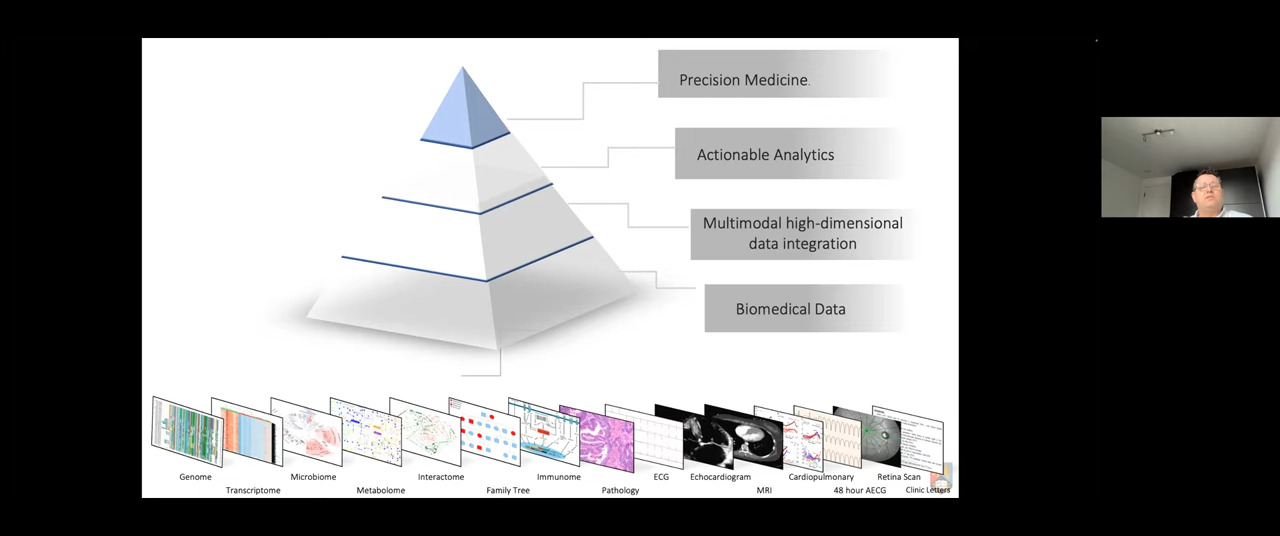 Precision Medicine.
Actionable Analytics
Multimodal high-dimensional
data integration
Biomedical Data
Genome
Transcriptome
Microbiome
Metabolome
Interactome
Family Tree
Immunome
Pathology
ECG
Echocardiogram
MRI
Cardiopulmonary
48 hour AECG
Retina Scan
Clinic Letters